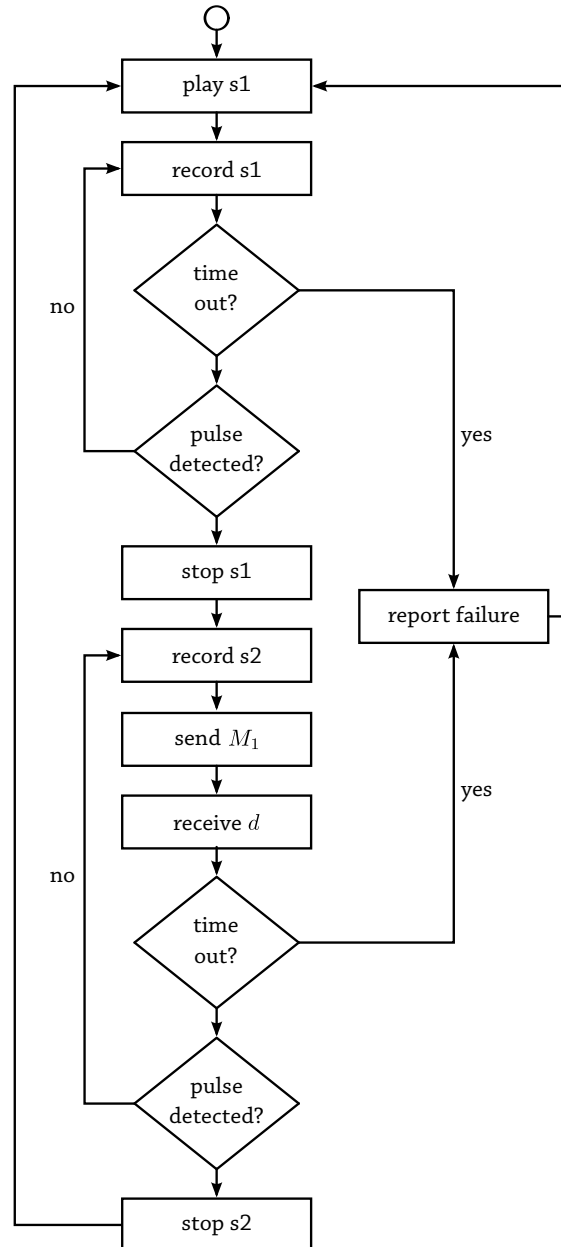 play s1
record s1
time
out?
no
pulse
detected?
yes
stop s1
report failure
record s2
send M₁
yes
receive d
no
time
out?
pulse
detected?
stop s2